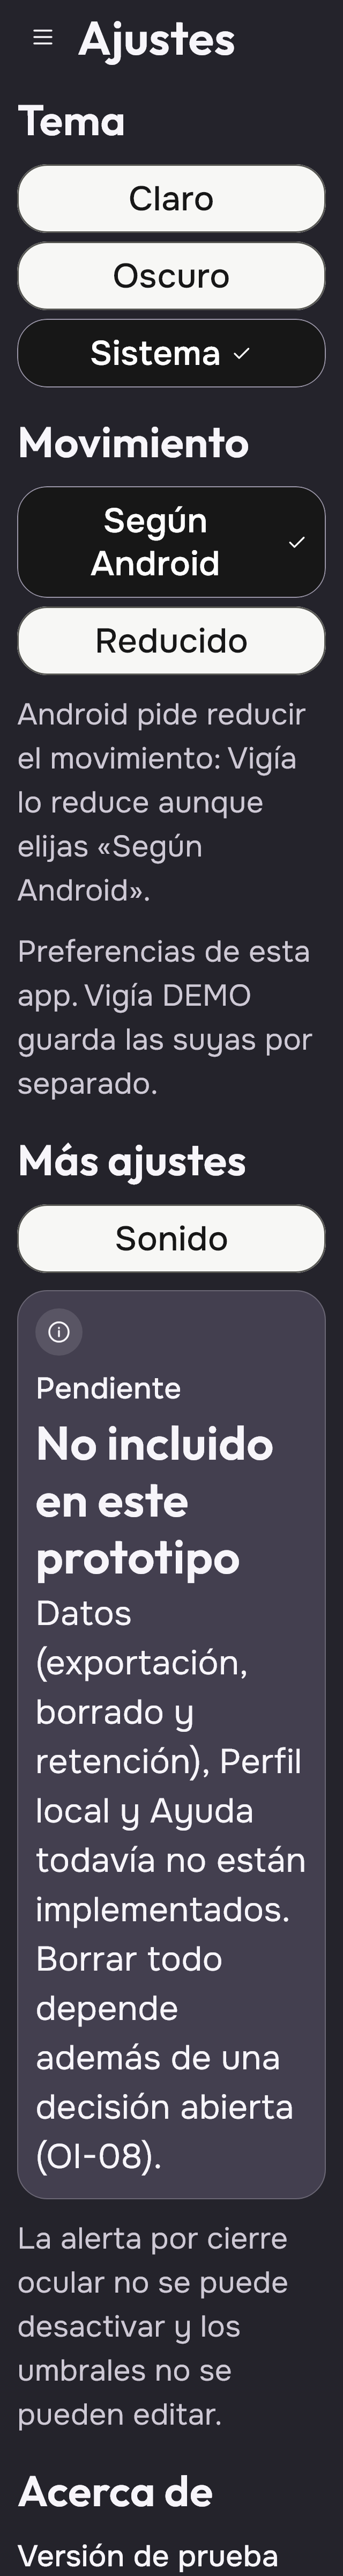 Ajustes
Tema
Claro
Oscuro
Sistema
Movimiento
Según
Android
Reducido
Android pide reducir
el movimiento: Vigía
lo reduce aunque
elijas «Según
Android».
Preferencias de esta
app. Vigía DEMO
guarda las suyas por
separado.
Más ajustes
Sonido
Pendiente
No incluido
en este
prototipo
Datos
(exportación,
borrado y
retención), Perfil
local y Ayuda
todavía no están
implementados.
Borrar todo
depende
además de una
decisión abierta
(OI-08).
La alerta por cierre
ocular no se puede
desactivar y los
umbrales no se
pueden editar.
Acerca de
Versión de prueba